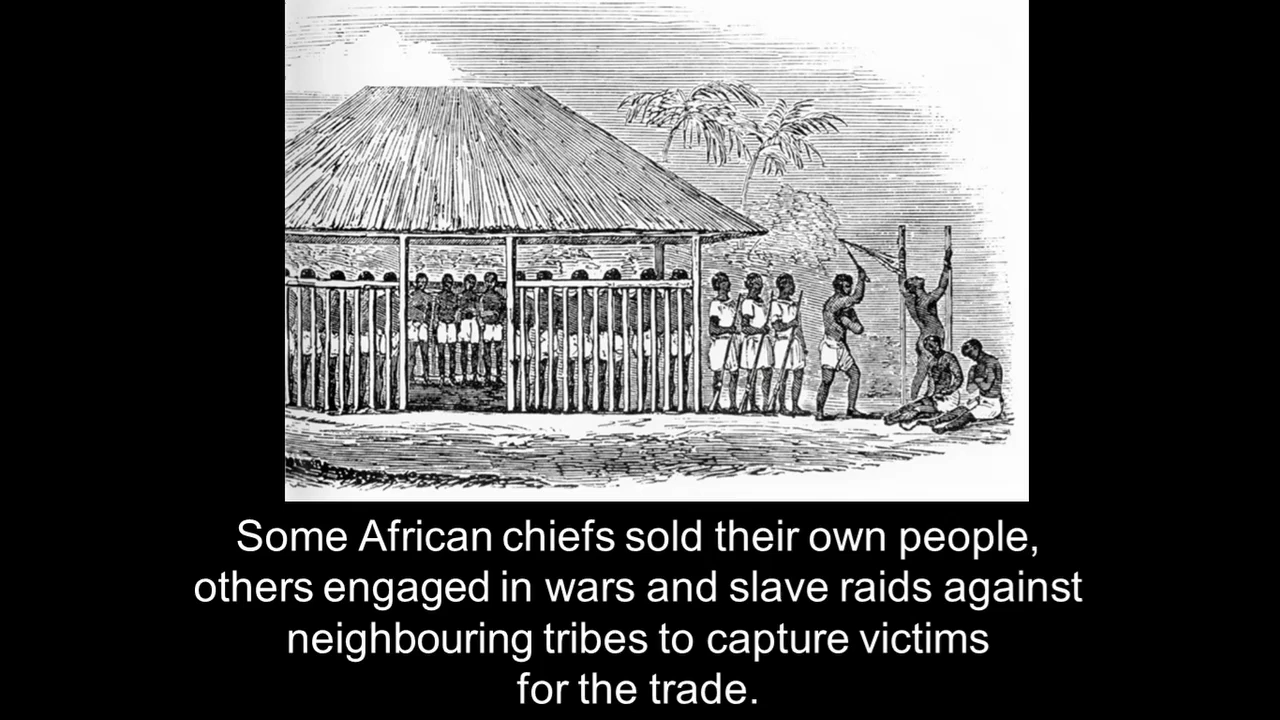 Some African chiefs sold their own people,
others engaged in wars and slave raids against
neighbouring tribes to capture victims
for the trade.